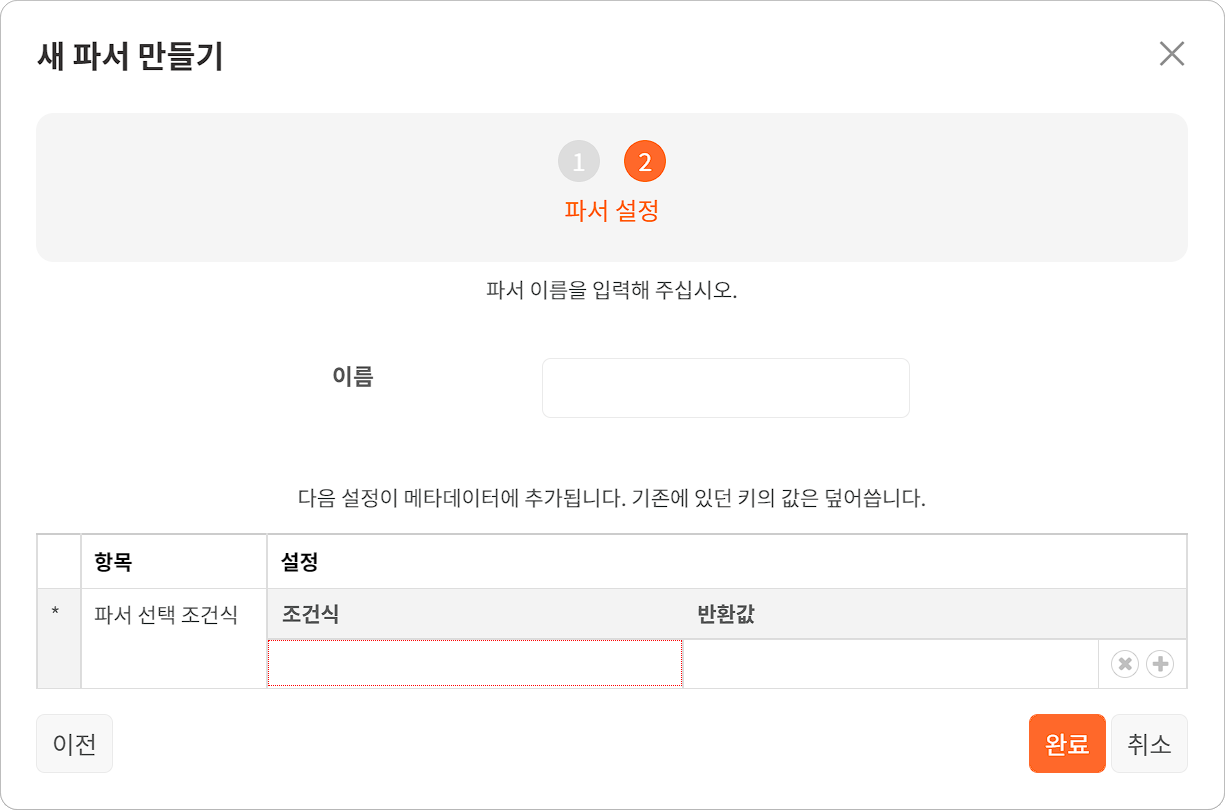 새 파서 만들기
1 2
파서 설정
파서 이름을 입력해 주십시오.
이름
다음 설정이 메타데이터에 추가됩니다. 기존에 있던 키의 값은 덮어씁니다.
항목 설정
* 파서 선택 조건식 조건식 반환값
이전 완료 취소